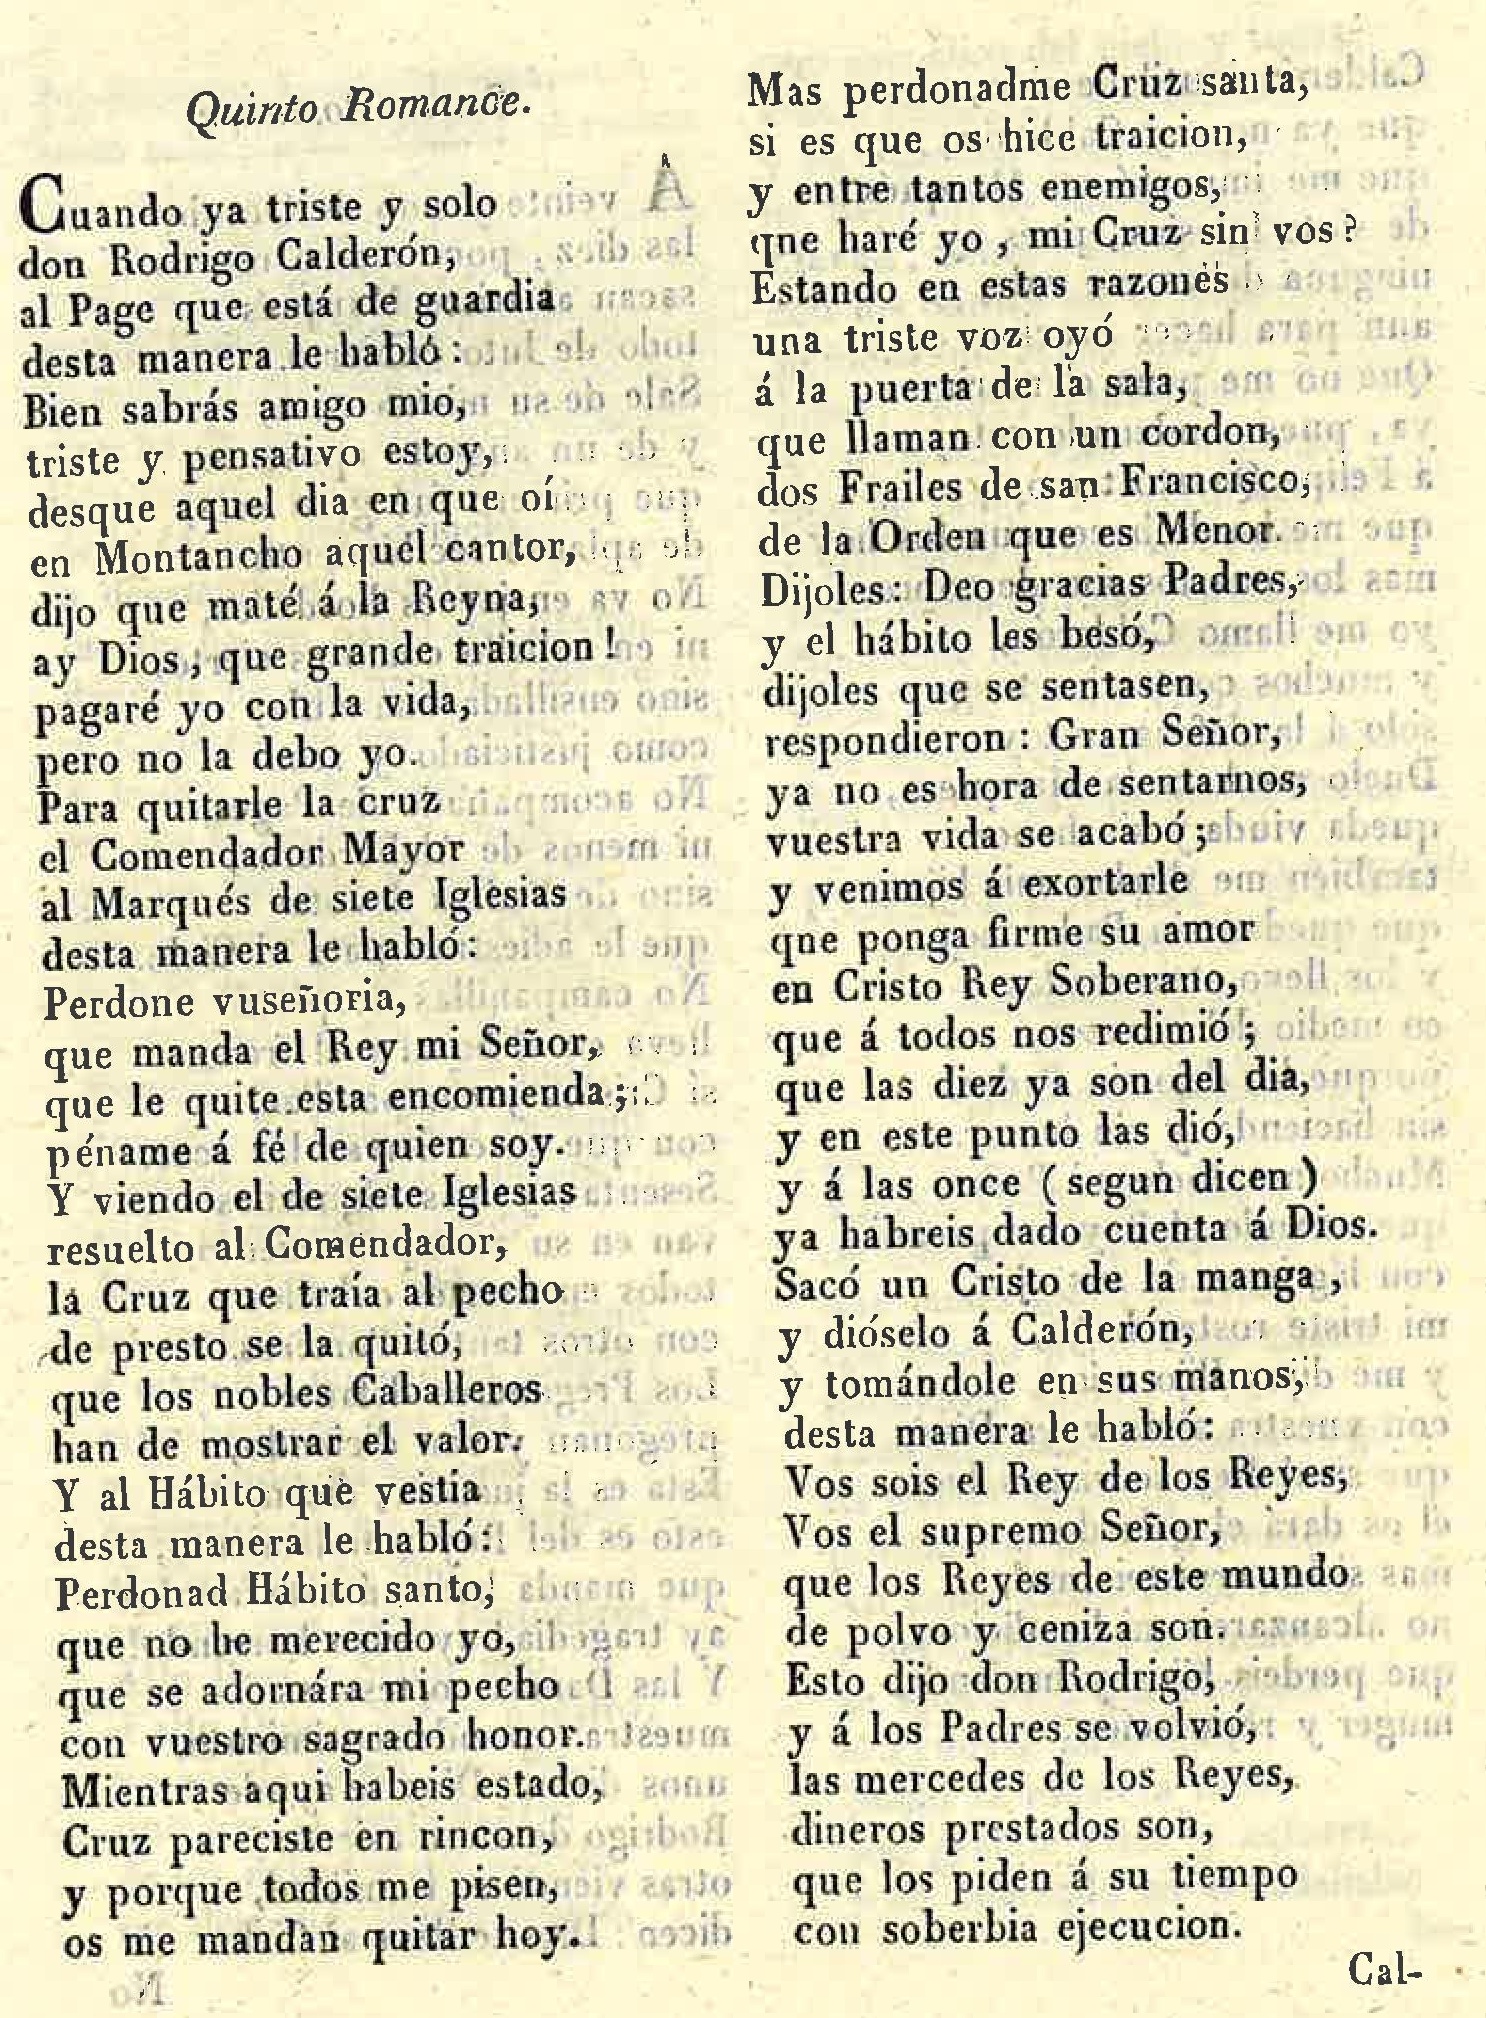 Quinto Romance.
Cuando ya triste y solo
don Rodrigo Calderón,
al Page que está de guardia
desta manera le habló:
Bien sabrás amigo mio,
triste y pensativo estoy,
desque aquel dia en que oí
en Montancho aquel cantor,
dijo que maté á la Reyna,
ay Dios, que grande traicion!
pagaré yo con la vida,
pero no la debo yo.
Para quitarle la cruz
el Comendador Mayor
al Marqués de siete Iglesias
desta manera le habló:
Perdone vuseñoria,
que manda el Rey mi Señor,
que le quite esta encomienda;
péname á fé de quien soy.
Y viendo el de siete Iglesias
resuelto al Comendador,
la Cruz que traía al pecho
de presto se la quitó,
que los nobles Caballeros
han de mostrar el valor.
Y al Hábito que vestia
desta manera le habló:
Perdonad Hábito santo,
que no he merecido yo,
que se adornára mi pecho
con vuestro sagrado honor.
Mientras aqui habeis estado,
Cruz pareciste en rincon,
y porque todos me pisen,
os me mandan quitar hoy.
Mas perdonadme Cruz santa,
si es que os hice traicion,
y entre tantos enemigos,
qne haré yo, mi Cruz sin vos?
Estando en estas razones
una triste voz oyó
á la puerta de la sala,
que llaman con un cordon,
dos Frailes de san Francisco,
de la Orden que es Menor.
Dijoles: Deo gracias Padres,
y el hábito les besó,
dijoles que se sentasen,
respondieron: Gran Señor,
ya no es hora de sentarnos,
vuestra vida se acabó;
y venimos á exortarle
qne ponga firme su amor
en Cristo Rey Soberano,
que á todos nos redimió;
que las diez ya son del dia,
y en este punto las dió,
y á las once (segun dicen)
ya habreis dado cuenta á Dios.
Sacó un Cristo de la manga,
y dióselo á Calderón,
y tomándole en sus manos,
desta manera le habló:
Vos sois el Rey de los Reyes,
Vos el supremo Señor,
que los Reyes de este mundo
de polvo y ceniza son.
Esto dijo don Rodrigo,
y á los Padres se volvió,
las mercedes de los Reyes,
dineros prestados son,
que los piden á su tiempo
con soberbia ejecucion.
Cal-